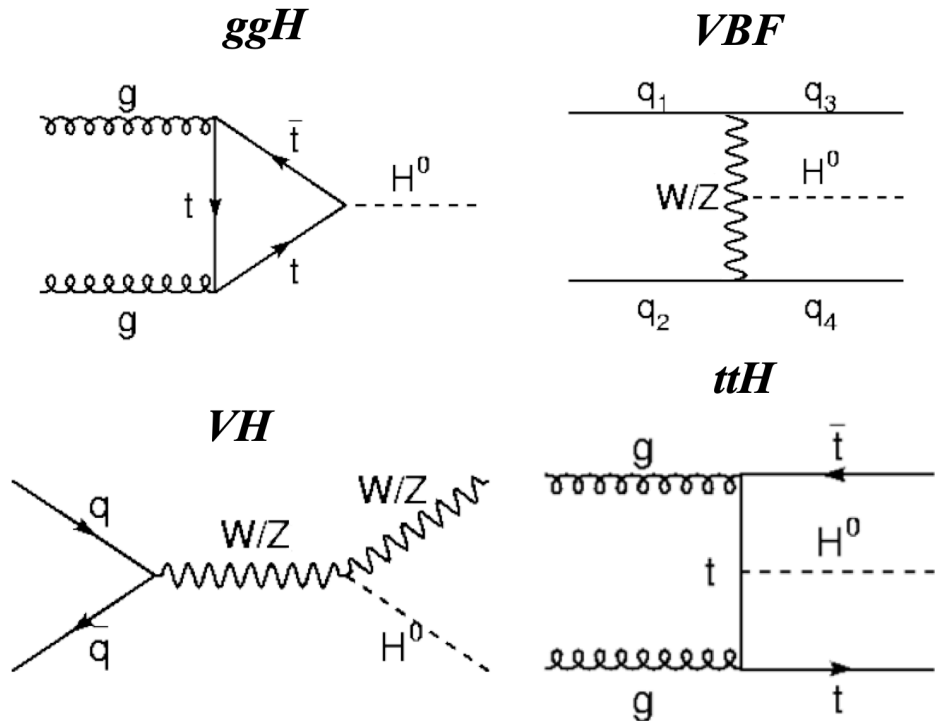 ggH
g
t̄
H⁰
t
t
g
VBF
q₁
q₃
W/Z
H⁰
q₂
q₄
VH
q
W/Z
W/Z
q̄
H⁰
ttH
g
t̄
H⁰
t
g
t